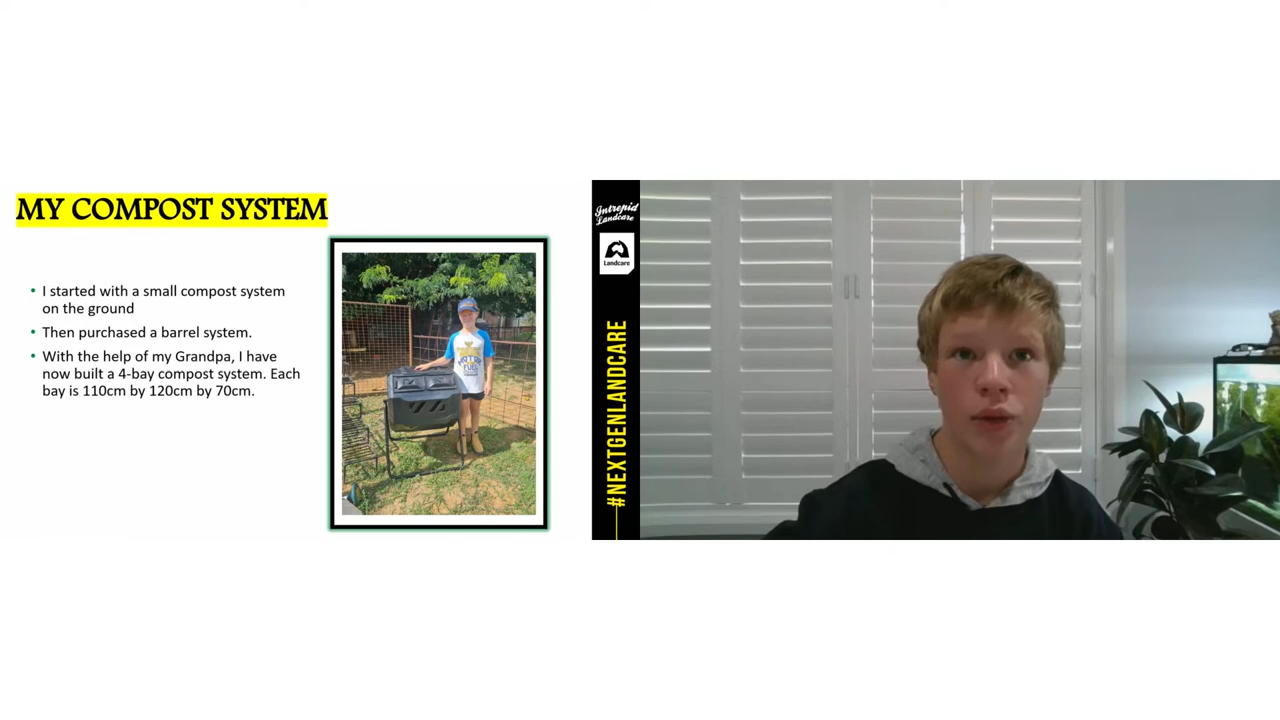 MY COMPOST SYSTEM
• I started with a small compost system
on the ground
• Then purchased a barrel system.
• With the help of my Grandpa, I have
now built a 4-bay compost system. Each
bay is 110cm by 120cm by 70cm.
Intrepid
Landcare
Landcare
#NEXTGENLANDCARE